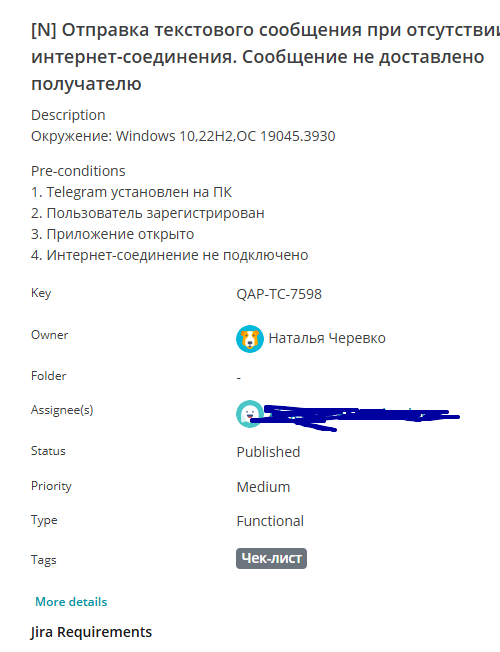 [N] Отправка текстового сообщения при отсутствии
интернет-соединения. Сообщение не доставлено
получателю
Description
Окружение: Windows 10,22H2,ОС 19045.3930
Pre-conditions
1. Telegram установлен на ПК
2. Пользователь зарегистрирован
3. Приложение открыто
4. Интернет-соединение не подключено
Key QAP-TC-7598
Owner Наталья Черевко
Folder -
Assignee(s)
Status Published
Priority Medium
Type Functional
Tags Чек-лист
More details
Jira Requirements